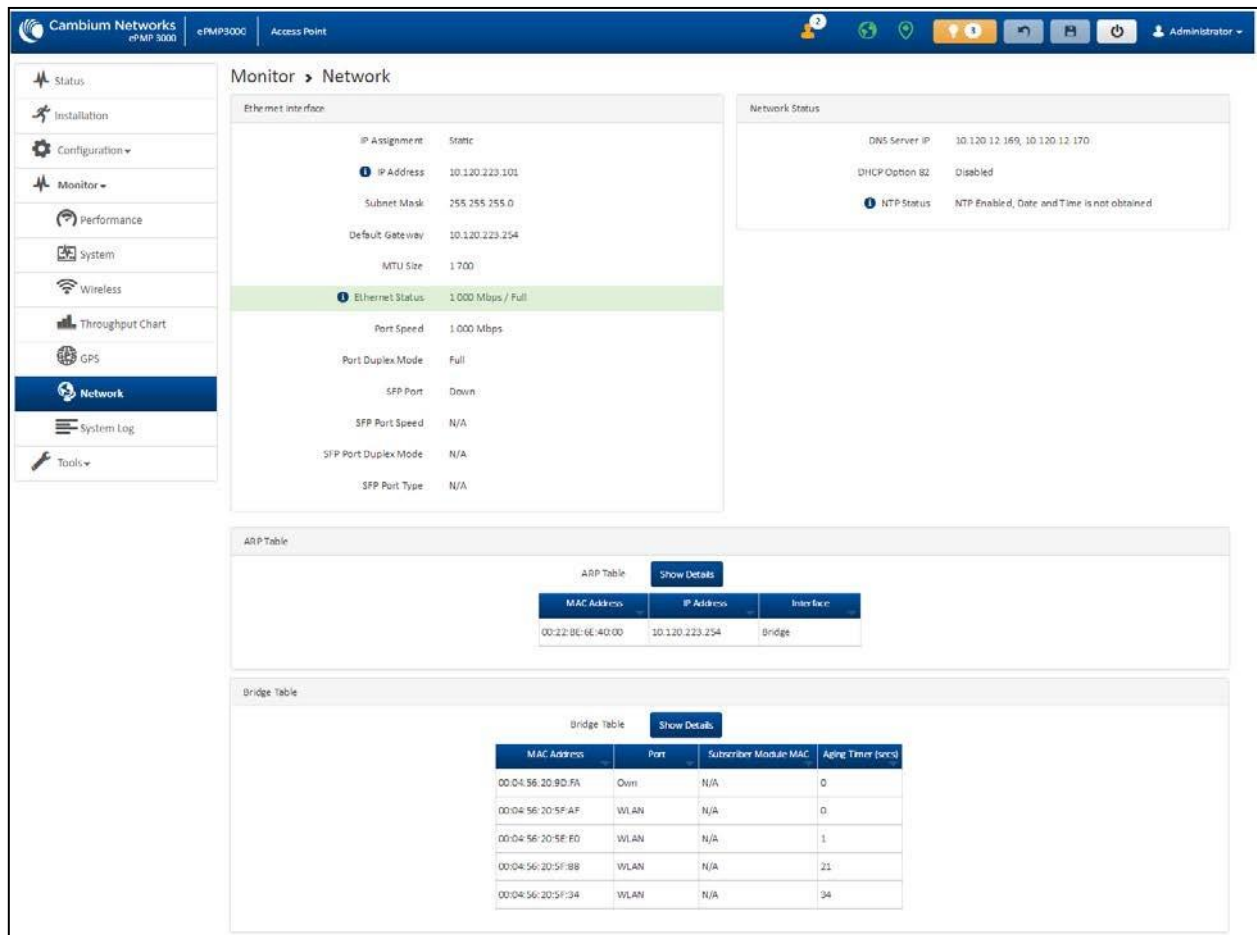 Cambium Networks
ePMP 3000
ePMP3000
Access Point
2
3
Administrator
Status
Installation
Configuration
Monitor
Performance
System
Wireless
Throughput Chart
GPS
Network
System Log
Tools
Monitor > Network
Ethernet Interface
IP Assignment Static
IP Address 10.120.223.101
Subnet Mask 255.255.255.0
Default Gateway 10.120.223.254
MTU Size 1700
Ethernet Status 1000 Mbps / Full
Port Speed 1000 Mbps
Port Duplex Mode Full
SFP Port Down
SFP Port Speed N/A
SFP Port Duplex Mode N/A
SFP Port Type N/A
Network Status
DNS Server IP 10.120.12.169, 10.120.12.170
DHCP Option 82 Disabled
NTP Status NTP Enabled, Date and Time is not obtained
ARP Table
ARP Table Show Details
MAC Address IP Address Interface
00:22:BE:6E:40:00 10.120.223.254 Bridge
Bridge Table
Bridge Table Show Details
MAC Address Port Subscriber Module MAC Aging Timer (secs)
00:04:56:20:9D:FA Own N/A 0
00:04:56:20:5F:AF WLAN N/A 0
00:04:56:20:5E:E0 WLAN N/A 1
00:04:56:20:5F:88 WLAN N/A 21
00:04:56:20:5F:34 WLAN N/A 34